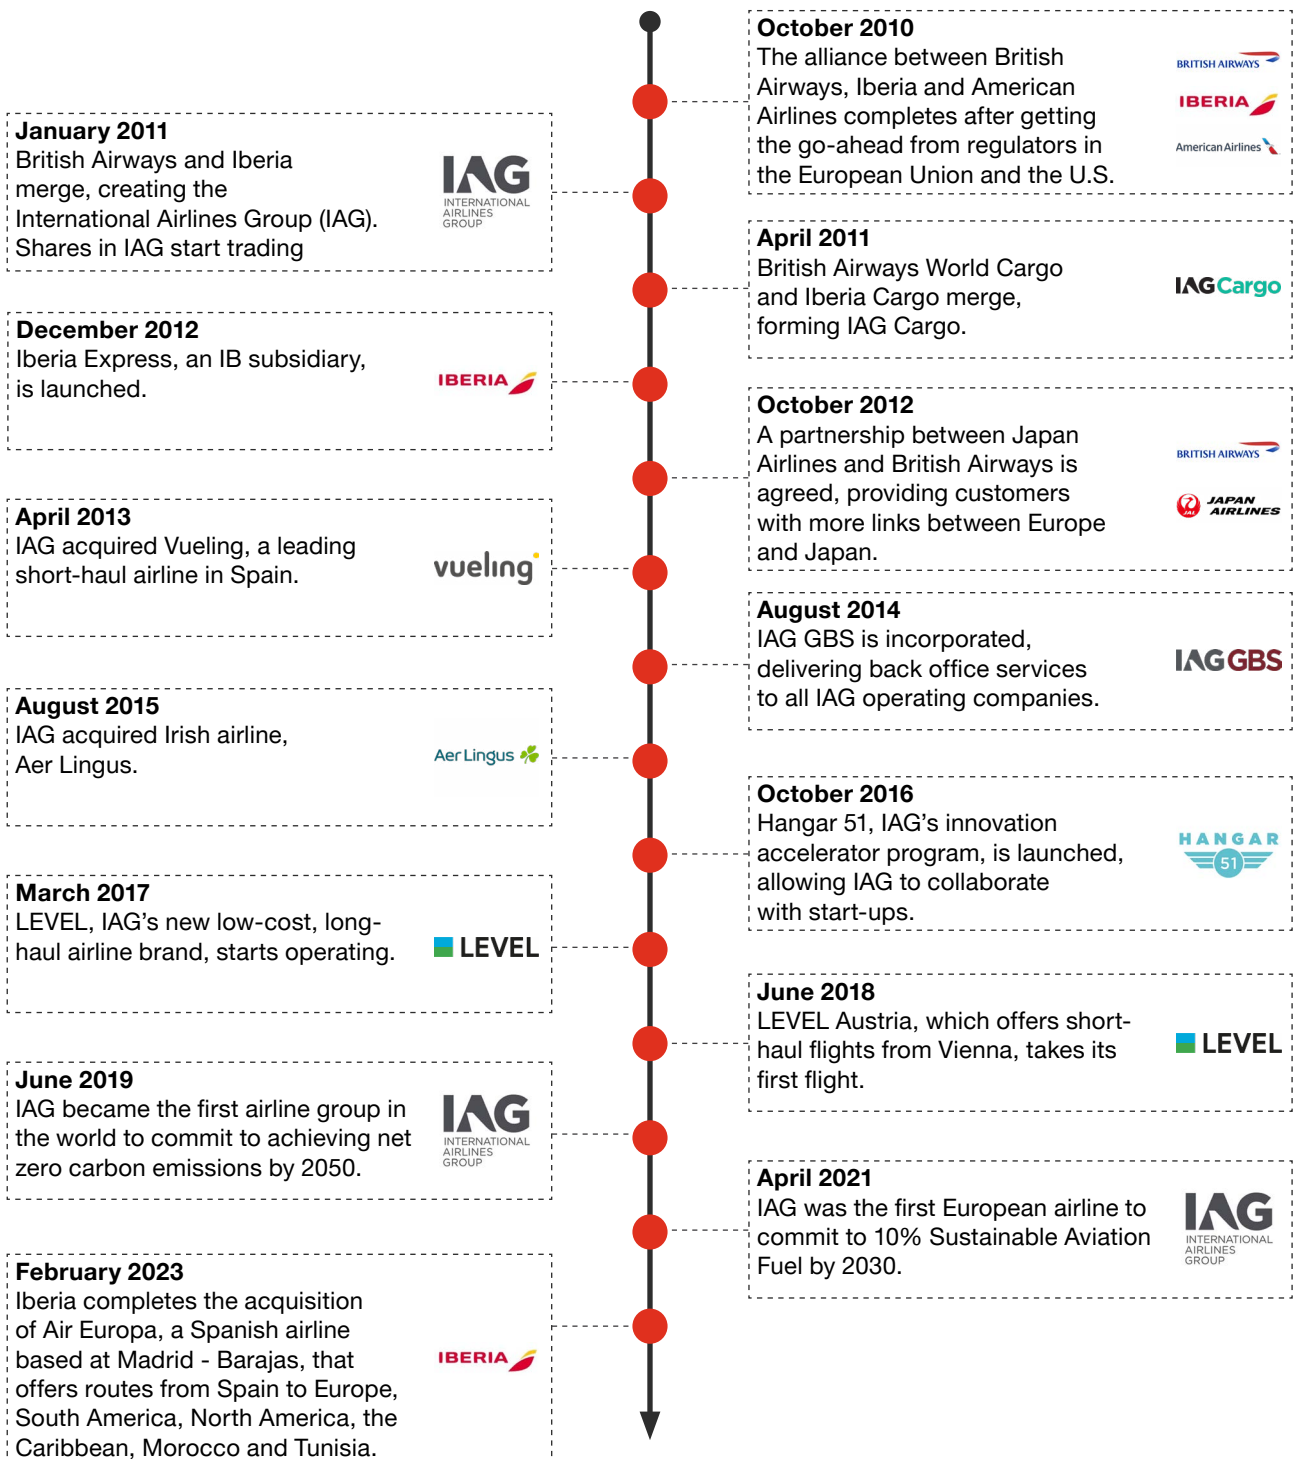 October 2010
The alliance between British
Airways, Iberia and American
Airlines completes after getting
the go-ahead from regulators in
the European Union and the U.S.
BRITISH AIRWAYS
IBERIA
American Airlines
January 2011
British Airways and Iberia
merge, creating the
International Airlines Group (IAG).
Shares in IAG start trading
IAG
INTERNATIONAL
AIRLINES
GROUP
April 2011
British Airways World Cargo
and Iberia Cargo merge,
forming IAG Cargo.
IAG Cargo
December 2012
Iberia Express, an IB subsidiary,
is launched.
IBERIA
October 2012
A partnership between Japan
Airlines and British Airways is
agreed, providing customers
with more links between Europe
and Japan.
BRITISH AIRWAYS
JAL
JAPAN
AIRLINES
April 2013
IAG acquired Vueling, a leading
short-haul airline in Spain.
vueling
August 2014
IAG GBS is incorporated,
delivering back office services
to all IAG operating companies.
IAG GBS
August 2015
IAG acquired Irish airline,
Aer Lingus.
Aer Lingus
October 2016
Hangar 51, IAG’s innovation
accelerator program, is launched,
allowing IAG to collaborate
with start-ups.
HANGAR
51
March 2017
LEVEL, IAG’s new low-cost, long-
haul airline brand, starts operating.
LEVEL
June 2018
LEVEL Austria, which offers short-
haul flights from Vienna, takes its
first flight.
LEVEL
June 2019
IAG became the first airline group in
the world to commit to achieving net
zero carbon emissions by 2050.
IAG
INTERNATIONAL
AIRLINES
GROUP
April 2021
IAG was the first European airline to
commit to 10% Sustainable Aviation
Fuel by 2030.
IAG
INTERNATIONAL
AIRLINES
GROUP
February 2023
Iberia completes the acquisition
of Air Europa, a Spanish airline
based at Madrid - Barajas, that
offers routes from Spain to Europe,
South America, North America, the
Caribbean, Morocco and Tunisia.
IBERIA